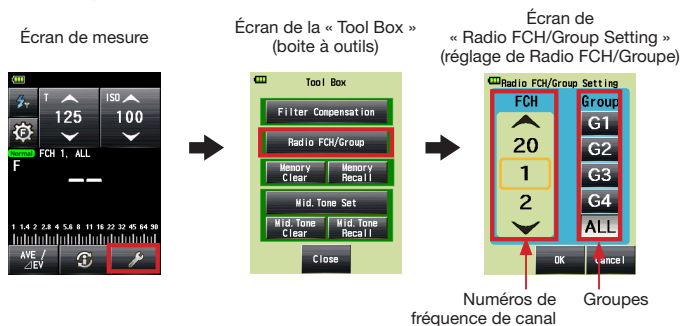 Écran de mesure
Écran de la « Tool Box »
(boite à outils)
Écran de
« Radio FCH/Group Setting »
(réglage de Radio FCH/Groupe)
T
125
ISO
100
Normal FCH 1, ALL
F
1 1.4 2 2.8 4 5.6 8 11 16 22 32 45 64 90
AVE /
⊿EV
Tool Box
Filter Compensation
Radio FCH/Group
Memory Clear
Memory Recall
Mid. Tone Set
Mid. Tone Clear
Mid. Tone Recall
Close
Radio FCH/Group Setting
FCH
20
1
2
Group
G1
G2
G3
G4
ALL
OK
Cancel
Numéros de
fréquence de canal
Groupes